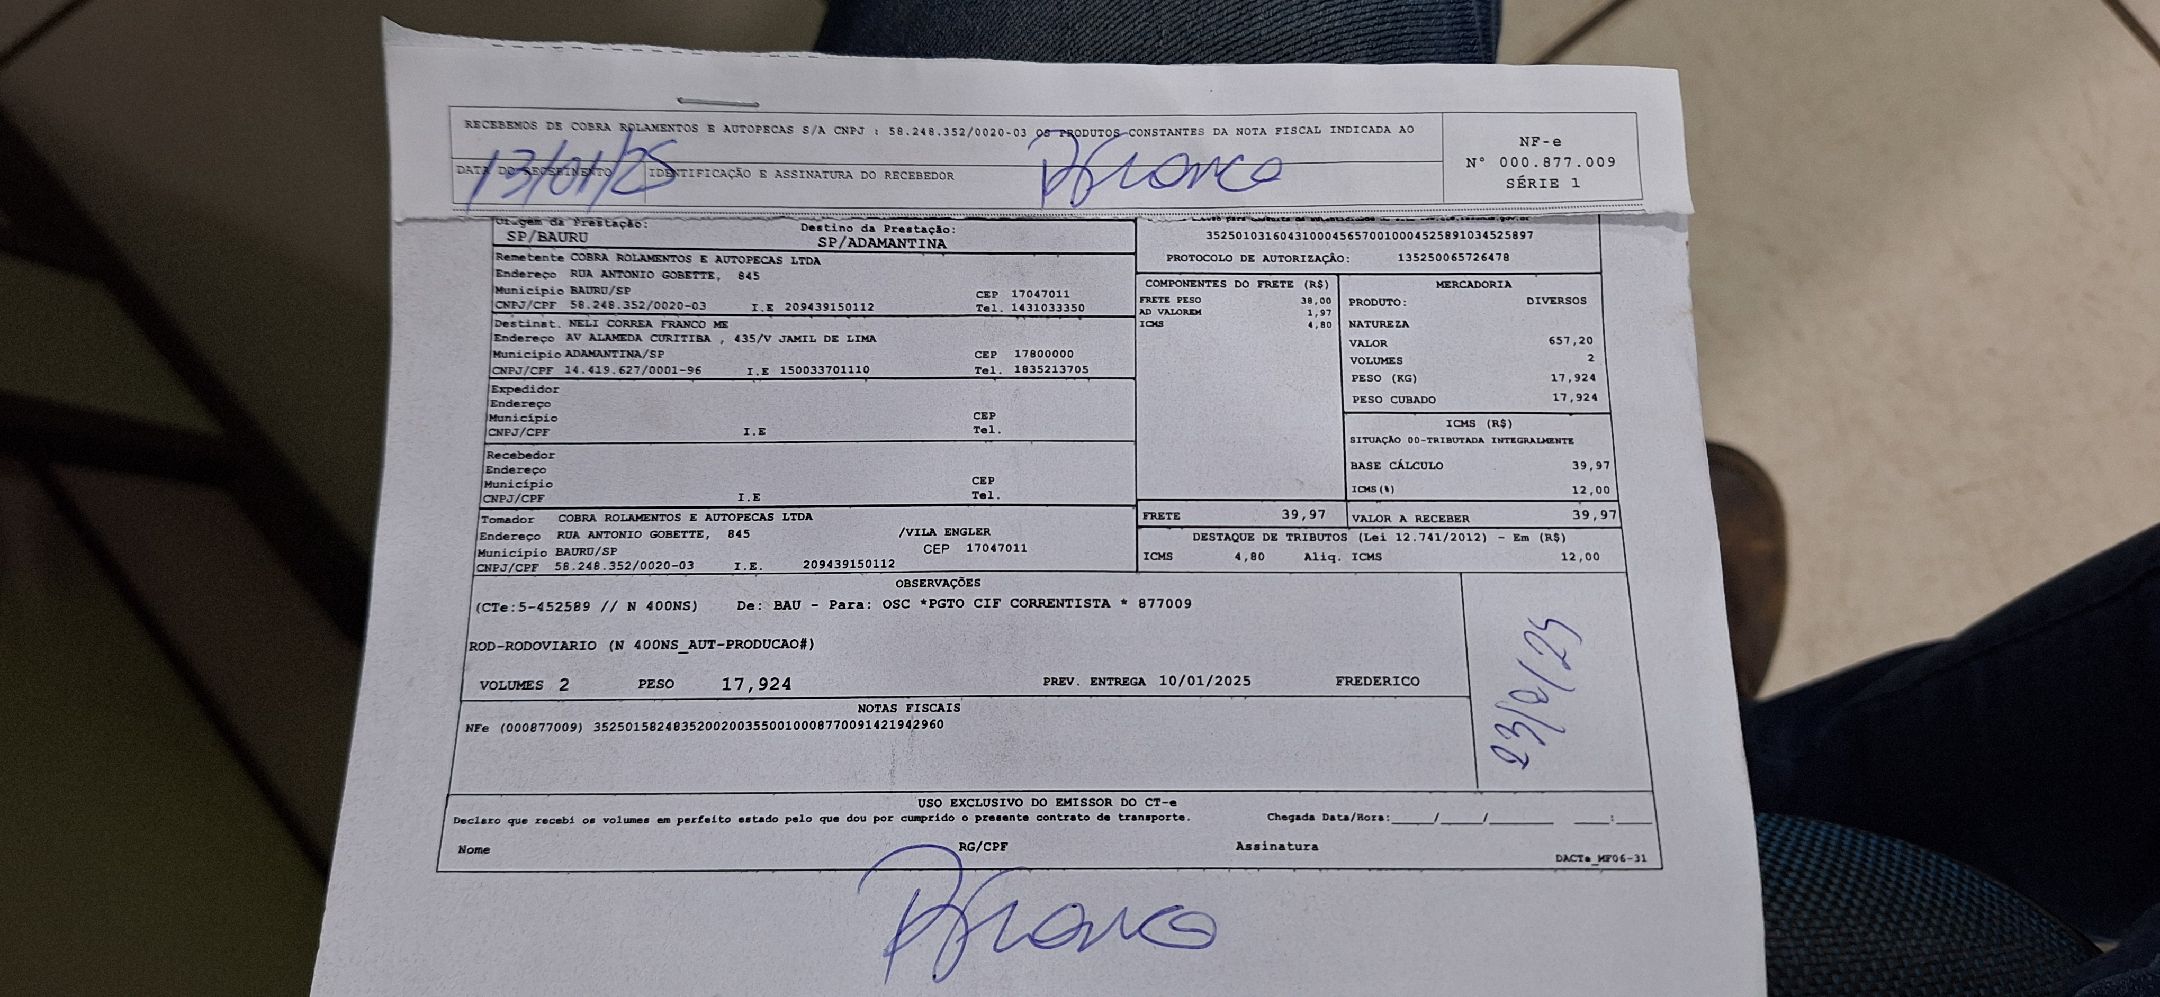 RECEBEMOS DE COBRA ROLAMENTOS E AUTOPECAS S/A CNPJ : 58.248.352/0020-03 OS PRODUTOS CONSTANTES DA NOTA FISCAL INDICADA AO
NF-e
Nº 000.877.009
SÉRIE 1
DATA DO RECEBIMENTO
13/01/25
IDENTIFICAÇÃO E ASSINATURA DO RECEBEDOR
Origem da Prestação:
SP/BAURU
Destino da Prestação:
SP/ADAMANTINA
35250103160431000456570010004525891034525897
PROTOCOLO DE AUTORIZAÇÃO: 135250065726478
Remetente COBRA ROLAMENTOS E AUTOPECAS LTDA
Endereço RUA ANTONIO GOBETTE, 845
Município BAURU/SP CEP 17047011
CNPJ/CPF 58.248.352/0020-03 I.E 209439150112 Tel. 1431033350
Destinat. NELI CORREA FRANCO ME
Endereço AV ALAMEDA CURITIBA , 435/V JAMIL DE LIMA
Município ADAMANTINA/SP CEP 17800000
CNPJ/CPF 14.419.627/0001-96 I.E 150033701110 Tel. 1835213705
Expedidor
Endereço
Município CEP
CNPJ/CPF I.E Tel.
Recebedor
Endereço
Município CEP
CNPJ/CPF I.E Tel.
Tomador COBRA ROLAMENTOS E AUTOPECAS LTDA
Endereço RUA ANTONIO GOBETTE, 845 /VILA ENGLER
Município BAURU/SP CEP 17047011
CNPJ/CPF 58.248.352/0020-03 I.E. 209439150112
COMPONENTES DO FRETE (R$)
FRETE PESO 38,00
AD VALOREM 1,97
ICMS 4,80
MERCADORIA
PRODUTO: DIVERSOS
NATUREZA
VALOR 657,20
VOLUMES 2
PESO (KG) 17,924
PESO CUBADO 17,924
ICMS (R$)
SITUAÇÃO 00-TRIBUTADA INTEGRALMENTE
BASE CÁLCULO 39,97
ICMS(%) 12,00
FRETE 39,97
VALOR A RECEBER 39,97
DESTAQUE DE TRIBUTOS (Lei 12.741/2012) - Em (R$)
ICMS 4,80 Aliq. ICMS 12,00
OBSERVAÇÕES
(CTe:5-452589 // N 400NS) De: BAU - Para: OSC *PGTO CIF CORRENTISTA * 877009
ROD-RODOVIARIO (N 400NS_AUT-PRODUCAO#)
VOLUMES 2 PESO 17,924 PREV. ENTREGA 10/01/2025 FREDERICO
NOTAS FISCAIS
NFe (000877009) 35250158248352002003550010008770091421942960
USO EXCLUSIVO DO EMISSOR DO CT-e
Declaro que recebi os volumes em perfeito estado pelo que dou por cumprido o presente contrato de transporte. Chegada Data/Hora:____/____/______ ____:____
Nome RG/CPF Assinatura
DACTe_MF06-31